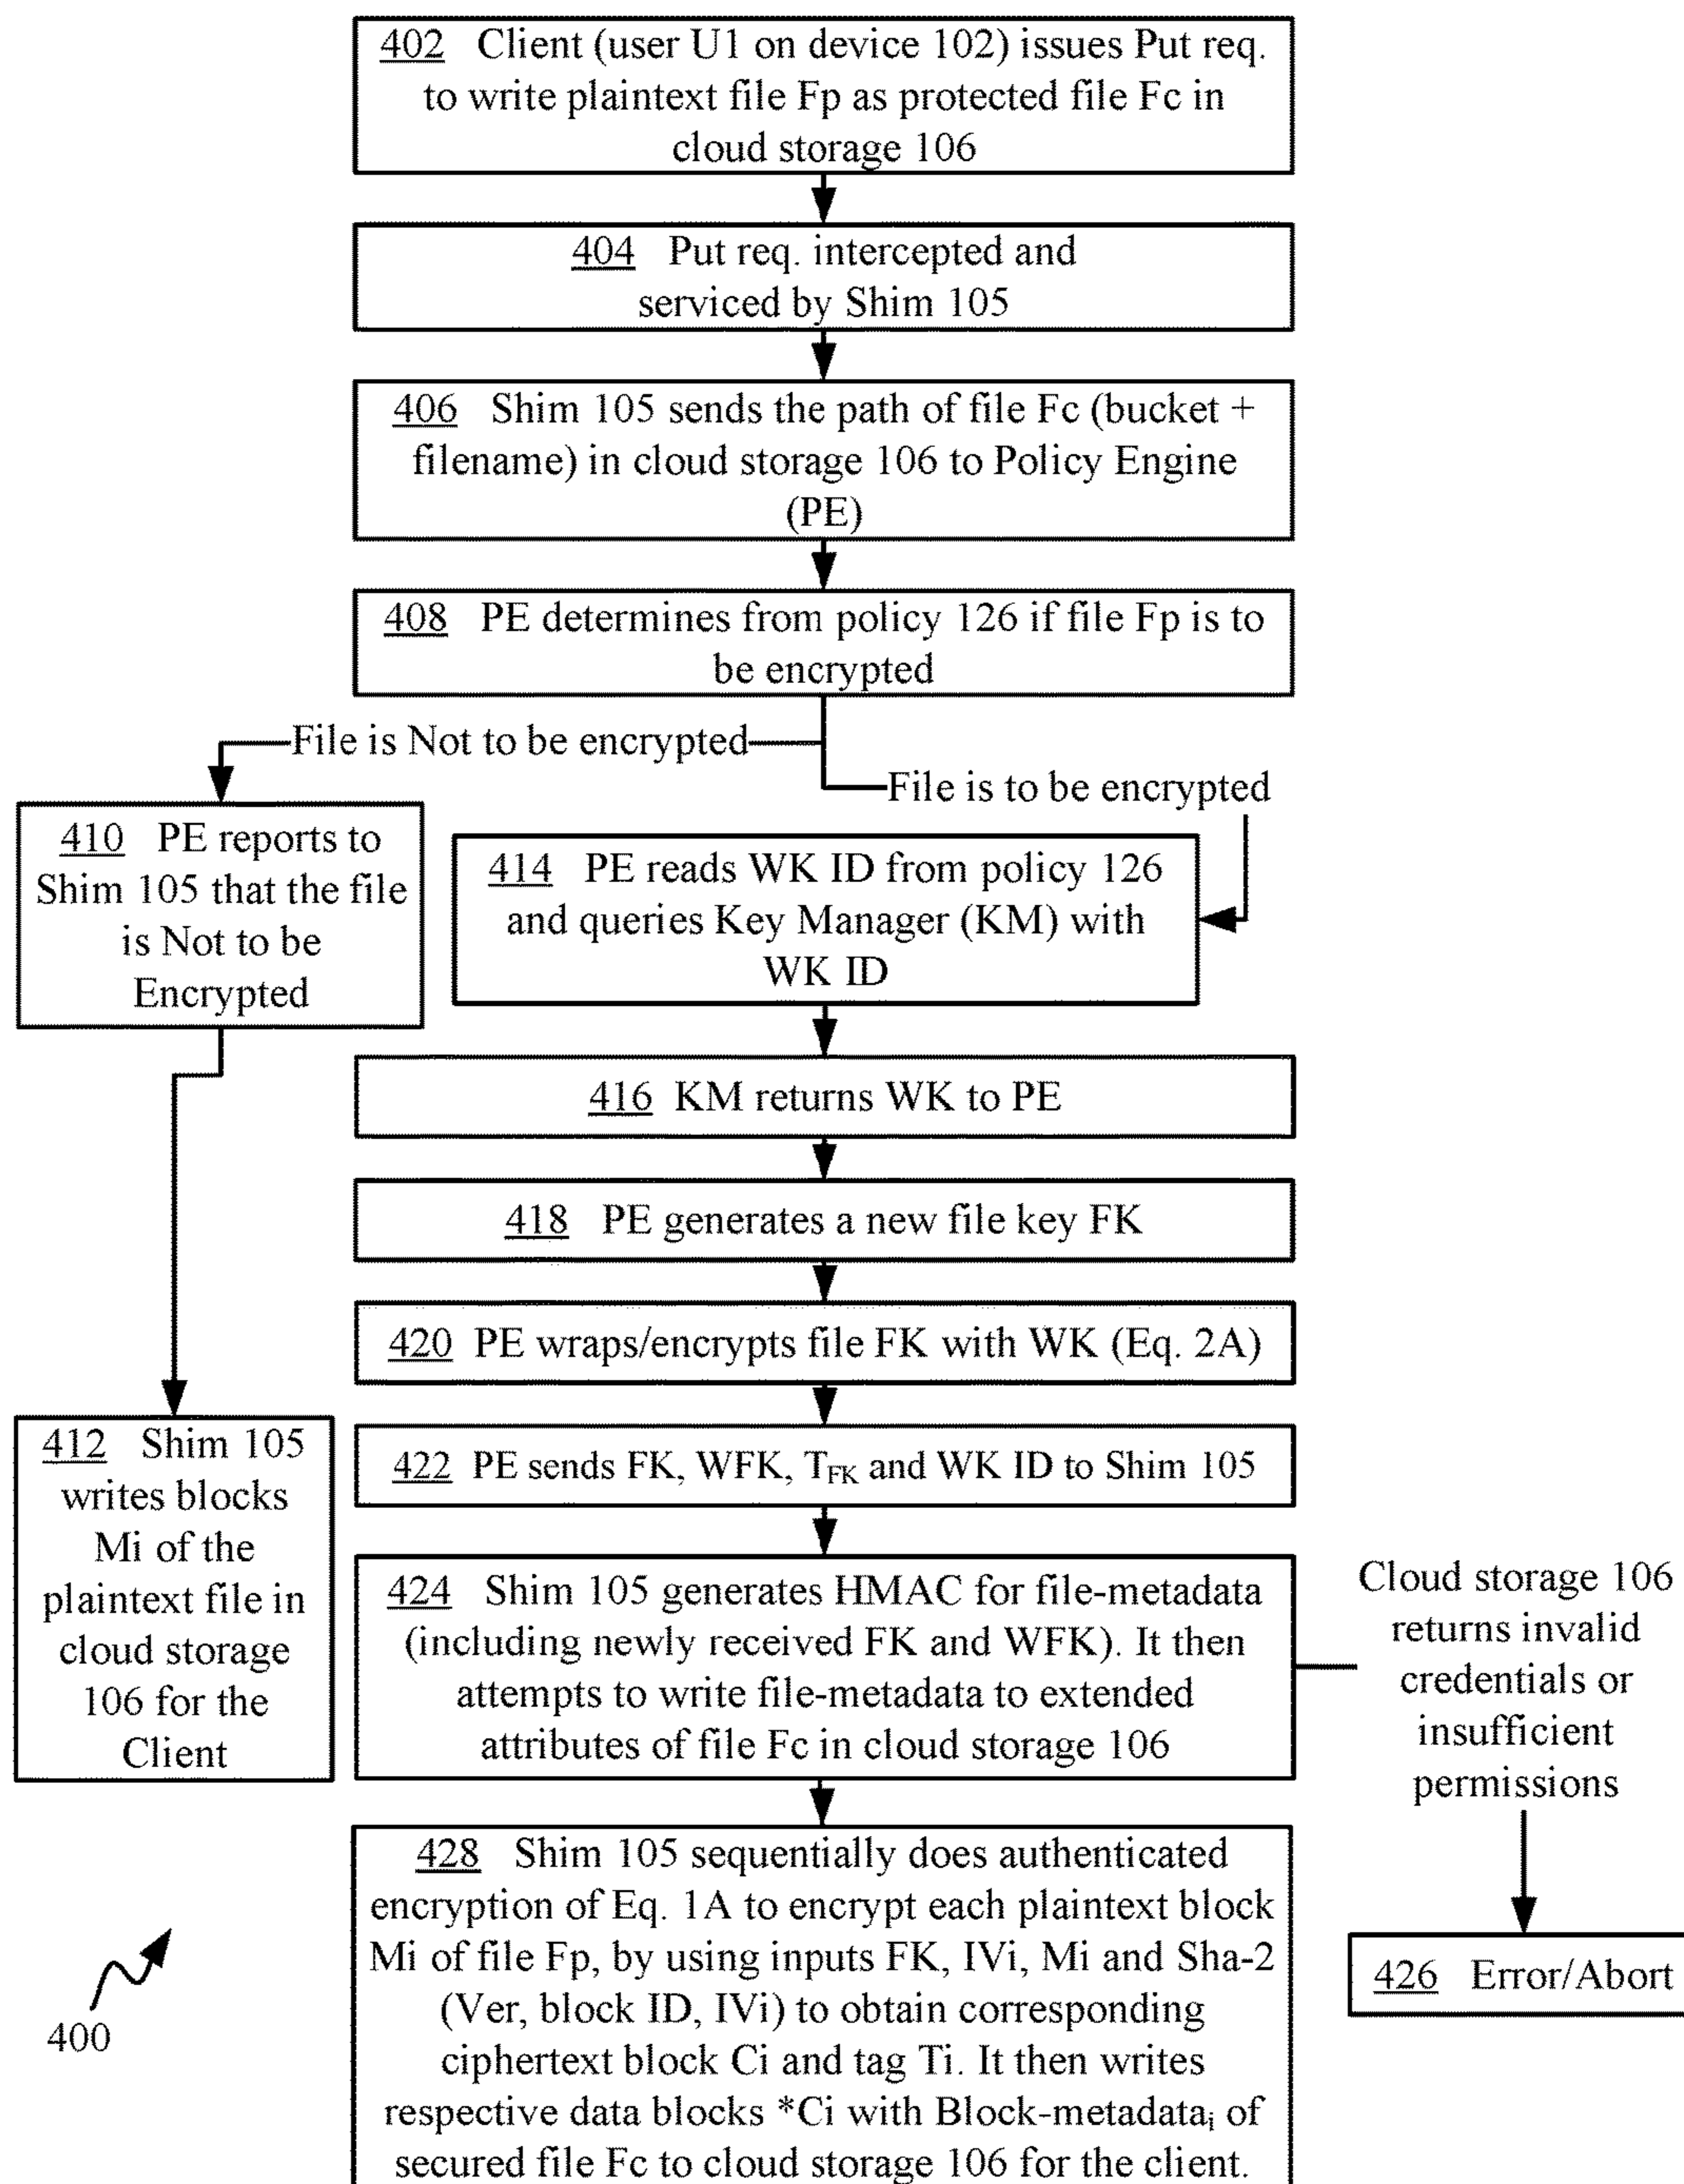 402 Client (user U1 on device 102) issues Put req.
to write plaintext file Fp as protected file Fc in
cloud storage 106
404 Put req. intercepted and
serviced by Shim 105
406 Shim 105 sends the path of file Fc (bucket +
filename) in cloud storage 106 to Policy Engine
(PE)
408 PE determines from policy 126 if file Fp is to
be encrypted
File is Not to be encrypted
File is to be encrypted
410 PE reports to
Shim 105 that the file
is Not to be
Encrypted
414 PE reads WK ID from policy 126
and queries Key Manager (KM) with
WK ID
416 KM returns WK to PE
418 PE generates a new file key FK
420 PE wraps/encrypts file FK with WK (Eq. 2A)
412 Shim 105
writes blocks
Mi of the
plaintext file in
cloud storage
106 for the
Client
422 PE sends FK, WFK, TFK and WK ID to Shim 105
424 Shim 105 generates HMAC for file-metadata
(including newly received FK and WFK). It then
attempts to write file-metadata to extended
attributes of file Fc in cloud storage 106
Cloud storage 106
returns invalid
credentials or
insufficient
permissions
426 Error/Abort
428 Shim 105 sequentially does authenticated
encryption of Eq. 1A to encrypt each plaintext block
Mi of file Fp, by using inputs FK, IVi, Mi and Sha-2
(Ver, block ID, IVi) to obtain corresponding
ciphertext block Ci and tag Ti. It then writes
respective data blocks *Ci with Block-metadatai of
secured file Fc to cloud storage 106 for the client.
400